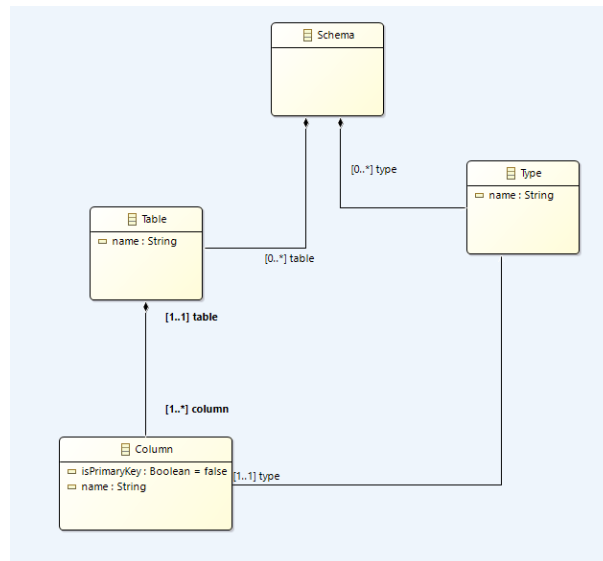 Schema
[0..*] type
Type
name : String
Table
name : String
[0..*] table
[1..1] table
[1..*] column
Column
isPrimaryKey : Boolean = false
name : String
[1..1] type